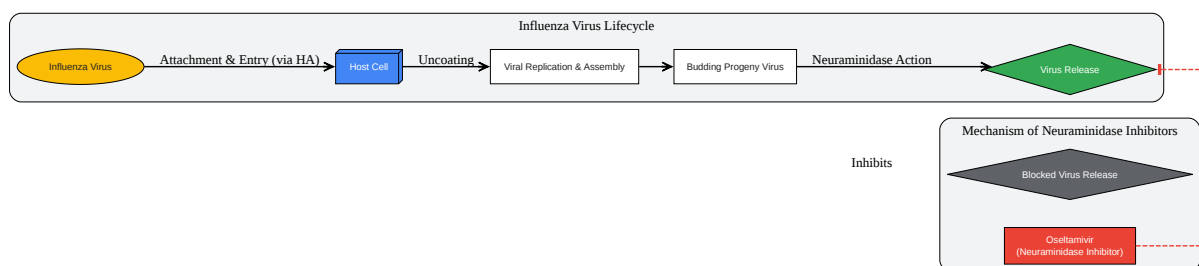 Influenza Virus Lifecycle
Influenza Virus
Attachment & Entry (via HA)
Host Cell
Uncoating
Viral Replication & Assembly
Budding Progeny Virus
Neuraminidase Action
Virus Release
Mechanism of Neuraminidase Inhibitors
Inhibits
Blocked Virus Release
Oseltamivir
(Neuraminidase Inhibitor)